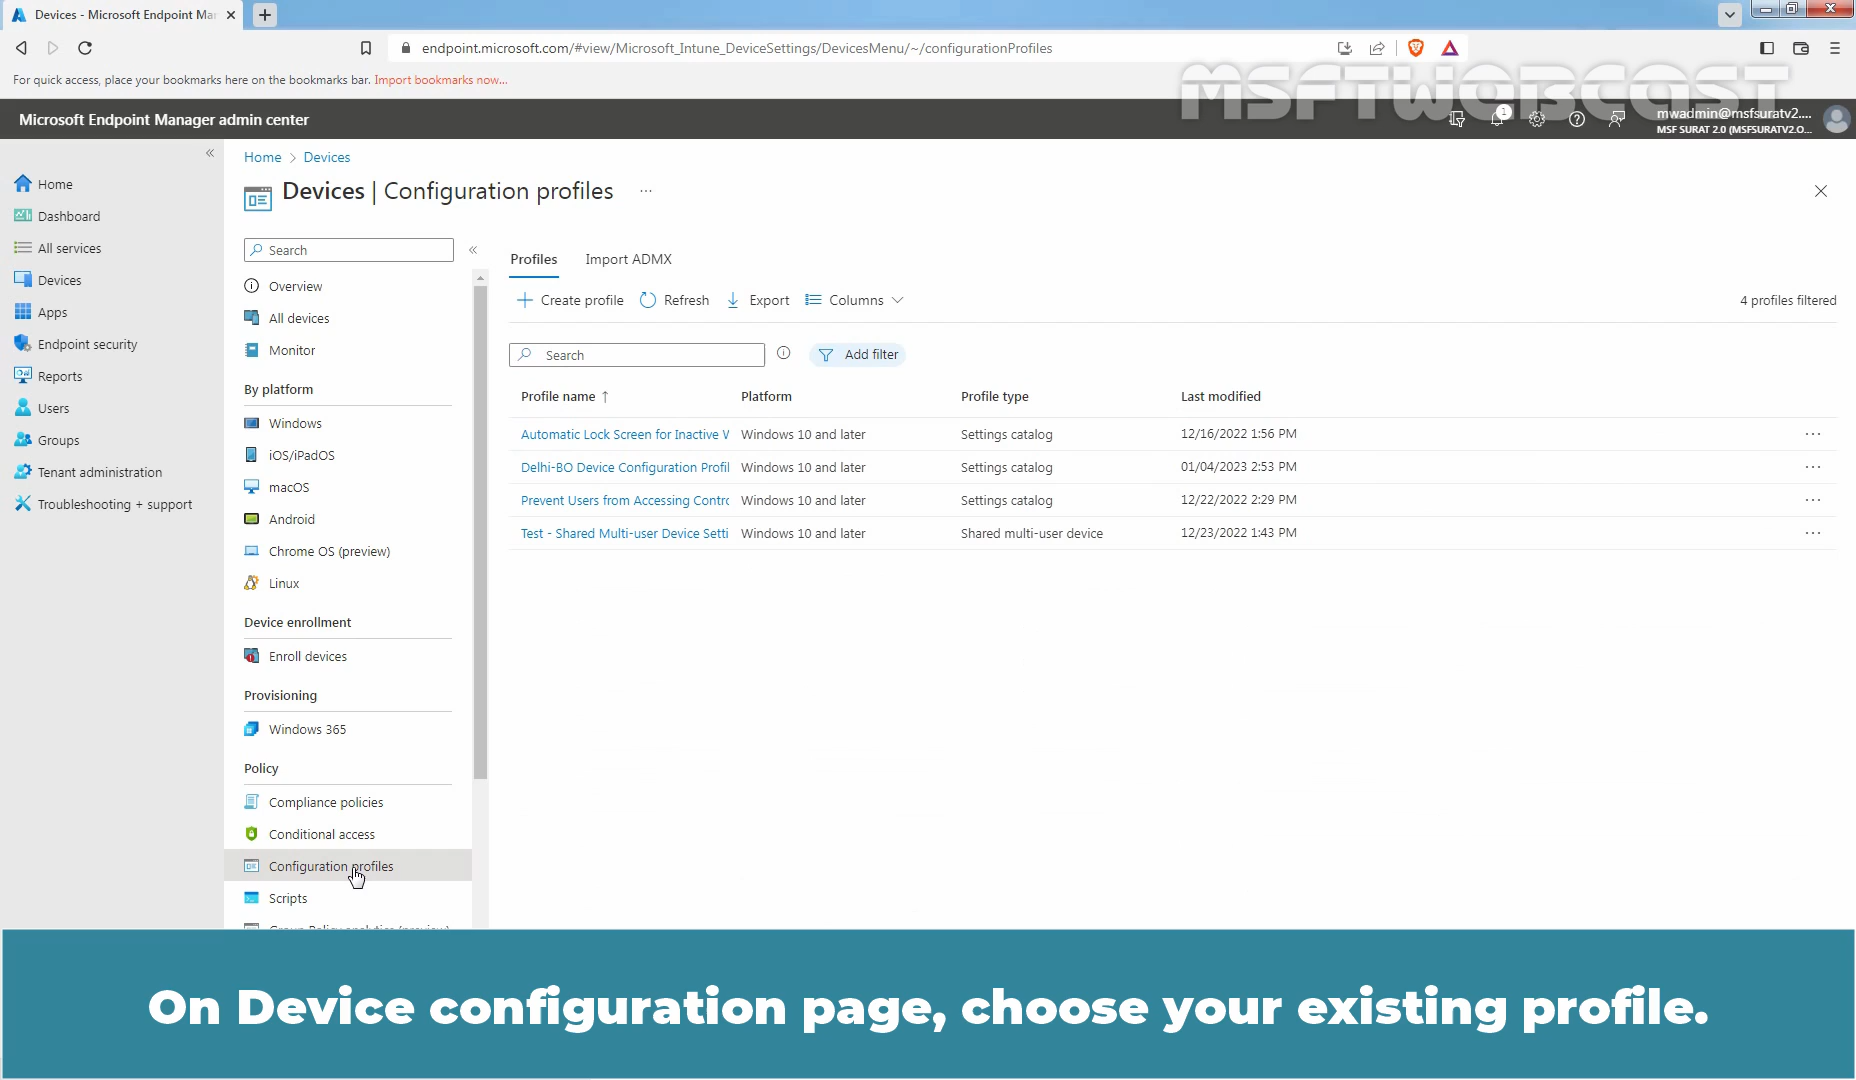 Devices - Microsoft Endpoint Mar
endpoint.microsoft.com/#view/Microsoft_Intune_DeviceSettings/DevicesMenu/~/configurationProfiles
For quick access, place your bookmarks here on the bookmarks bar. Import bookmarks now...
MSFTWEBCAST
Microsoft Endpoint Manager admin center
1
mwadmin@msfsuratv2....
MSF SURAT 2.0 (MSFSURATV2.O...
Home > Devices
Devices | Configuration profiles ...
Home
Dashboard
All services
Devices
Apps
Endpoint security
Reports
Users
Groups
Tenant administration
Troubleshooting + support
Search
Overview
All devices
Monitor
By platform
Windows
iOS/iPadOS
macOS
Android
Chrome OS (preview)
Linux
Device enrollment
Enroll devices
Provisioning
Windows 365
Policy
Compliance policies
Conditional access
Configuration profiles
Scripts
Group Policy analytics (preview)
Profiles Import ADMX
Create profile Refresh Export Columns 4 profiles filtered
Search Add filter
Profile name ↑ Platform Profile type Last modified
Automatic Lock Screen for Inactive W Windows 10 and later Settings catalog 12/16/2022 1:56 PM ...
Delhi-BO Device Configuration Profil Windows 10 and later Settings catalog 01/04/2023 2:53 PM ...
Prevent Users from Accessing Contro Windows 10 and later Settings catalog 12/22/2022 2:29 PM ...
Test - Shared Multi-user Device Setti Windows 10 and later Shared multi-user device 12/23/2022 1:43 PM ...
On Device configuration page, choose your existing profile.